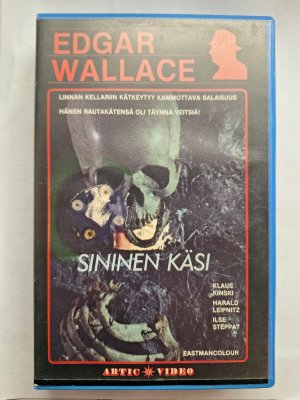 EDGAR
WALLACE
LINNAN KELLARIIN KÄTKEYTYY KAMMOTTAVA SALAISUUS
HÄNEN RAUTAKÄTENSÄ OLI TÄYNNÄ VEITSIÄ!
SININEN KÄSI
KLAUS
KINSKI
HARALD
LEIPNITZ
ILSE
STEPPAT
EASTMANCOLOUR
ARTIC VIDEO